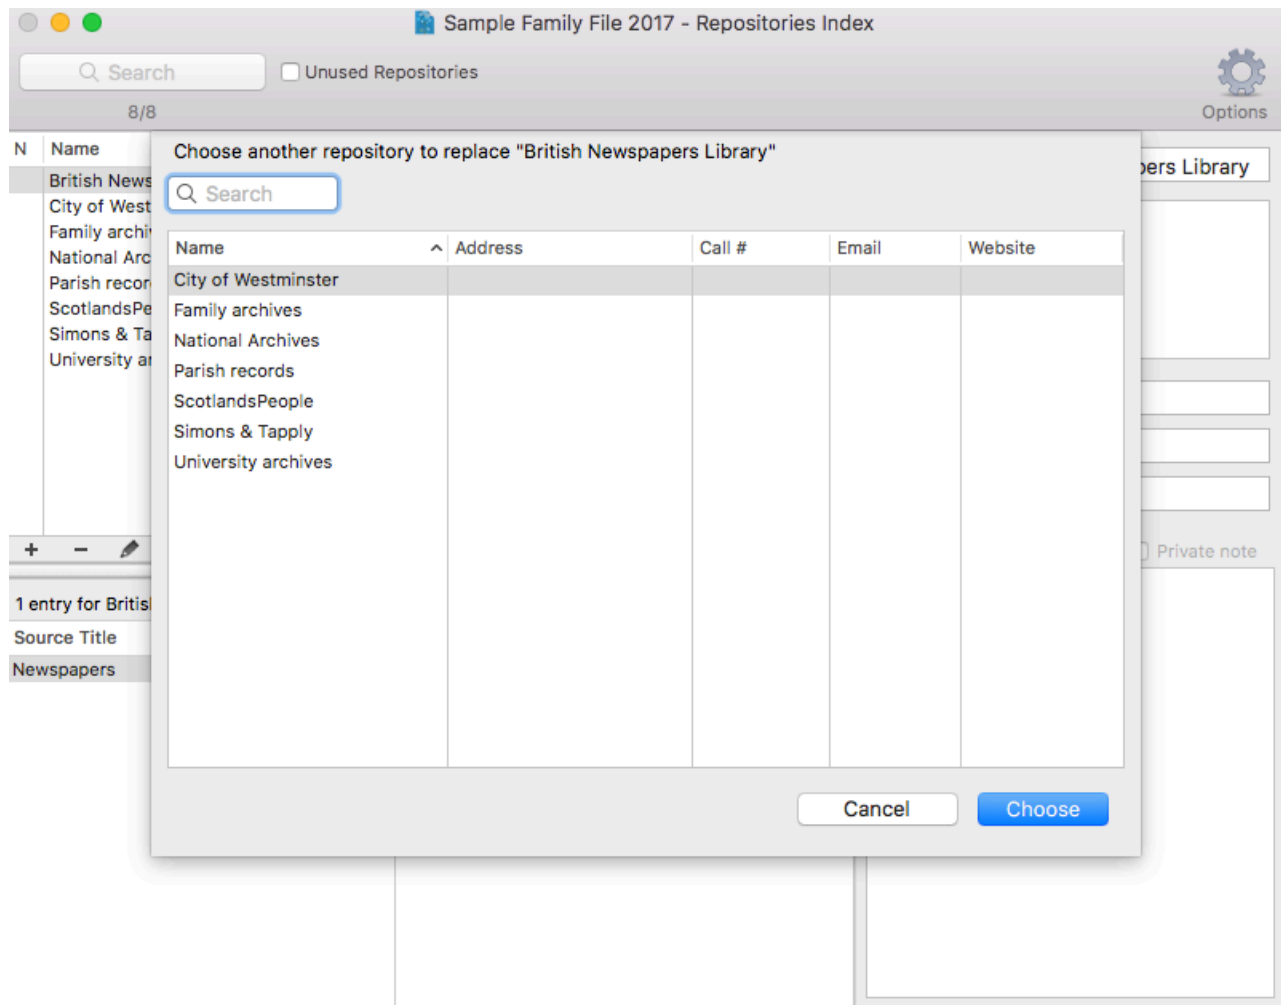 Sample Family File 2017 - Repositories Index
Search
Unused Repositories
8/8
Options
N Name
British News
City of West
Family archi
National Arc
Parish recor
ScotlandsPe
Simons & Ta
University ar
Choose another repository to replace "British Newspapers Library"
Search
Name Address Call # Email Website
City of Westminster
Family archives
National Archives
Parish records
ScotlandsPeople
Simons & Tapply
University archives
Cancel Choose
pers Library
Private note
1 entry for Britis
Source Title
Newspapers